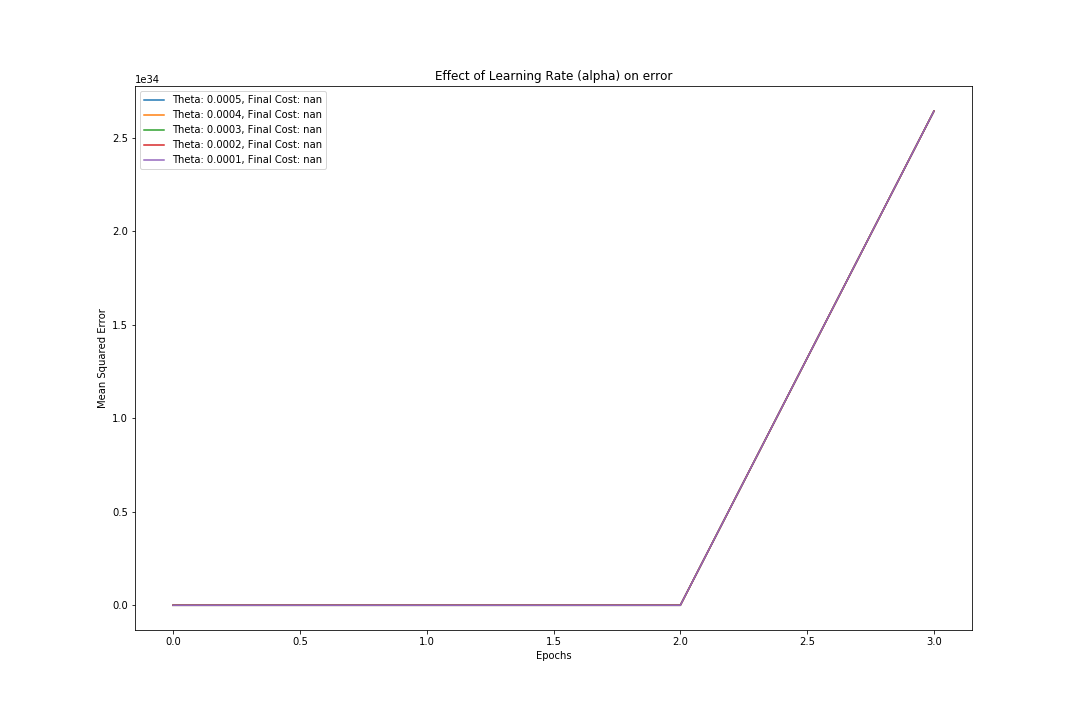 Effect of Learning Rate (alpha) on error
1e34
Theta: 0.0005, Final Cost: nan
Theta: 0.0004, Final Cost: nan
Theta: 0.0003, Final Cost: nan
Theta: 0.0002, Final Cost: nan
Theta: 0.0001, Final Cost: nan
2.5
2.0
1.5
1.0
0.5
0.0
Mean Squared Error
0.0 0.5 1.0 1.5 2.0 2.5 3.0
Epochs